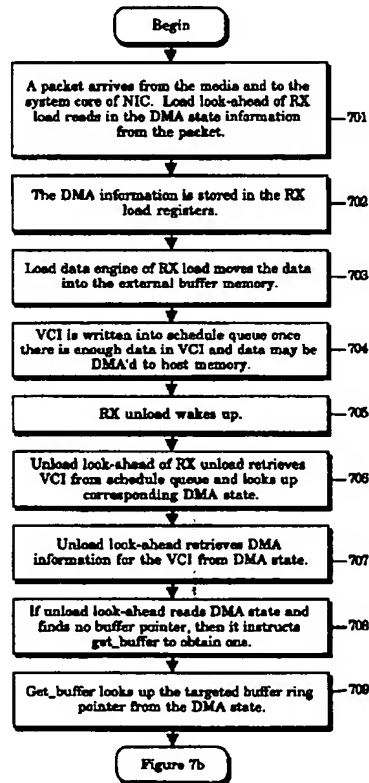 Begin
A packet arrives from the media and to the
system core of NIC. Load look-ahead of RX
load reads in the DMA state information
from the packet.
701
The DMA information is stored in the RX
load registers.
702
Load data engine of RX load moves the data
into the external buffer memory.
703
VCI is written into schedule queue once
there is enough data in VCI and data may be
DMA'd to host memory.
704
RX unload wakes up.
705
Unload look-ahead of RX unload retrieves
VCI from schedule queue and looks up
corresponding DMA state.
706
Unload look-ahead retrieves DMA
information for the VCI from DMA state.
707
If unload look-ahead reads DMA state and
finds no buffer pointer, then it instructs
get_buffer to obtain one.
708
Get_buffer looks up the targeted buffer ring
pointer from the DMA state.
709
Figure 7b